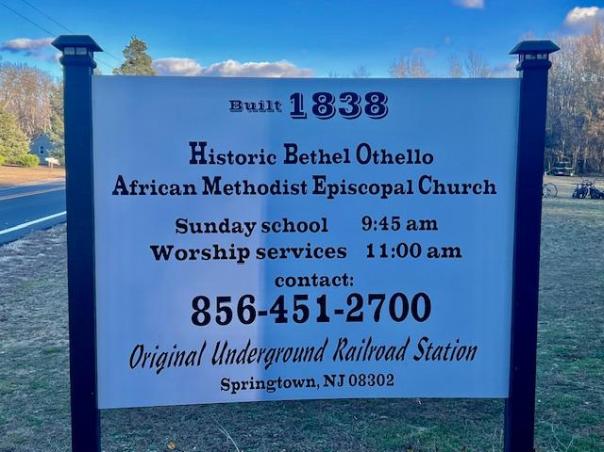 Built 1838
Historic Bethel Othello
African Methodist Episcopal Church
Sunday school 9:45 am
Worship services 11:00 am
contact:
856-451-2700
Original Underground Railroad Station
Springtown, NJ 08302